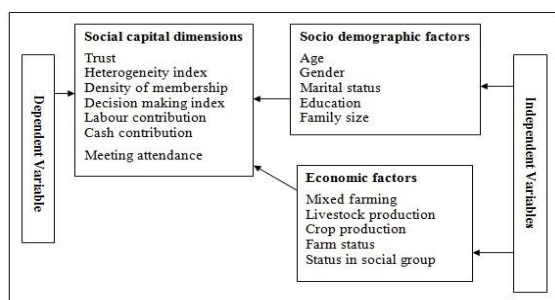 Dependent Variable
Social capital dimensions
Trust
Heterogeneity index
Density of membership
Decision making index
Labour contribution
Cash contribution
Meeting attendance
Socio demographic factors
Age
Gender
Marital status
Education
Family size
Economic factors
Mixed farming
Livestock production
Crop production
Farm status
Status in social group
Independent Variables